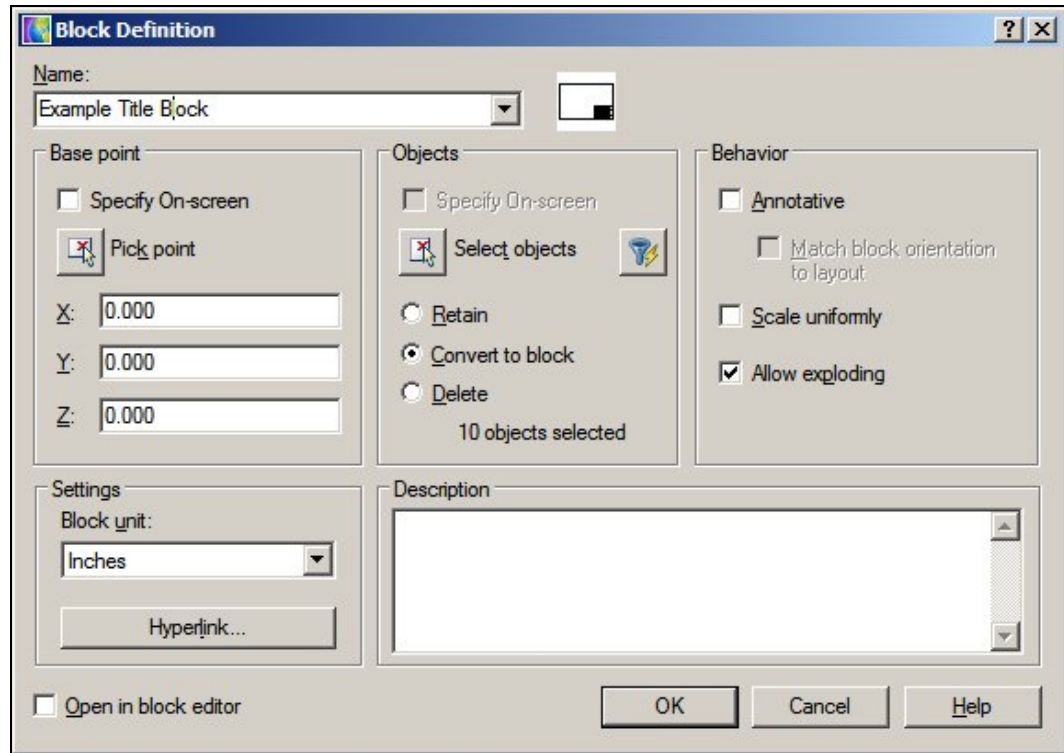 Block Definition
Name:
Example Title Block
Base point
Specify On-screen
Pick point
X: 0.000
Y: 0.000
Z: 0.000
Objects
Specify On-screen
Select objects
Retain
Convert to block
Delete
10 objects selected
Behavior
Annotative
Match block orientation
to layout
Scale uniformly
Allow exploding
Settings
Block unit:
Inches
Hyperlink...
Description
Open in block editor
OK
Cancel
Help